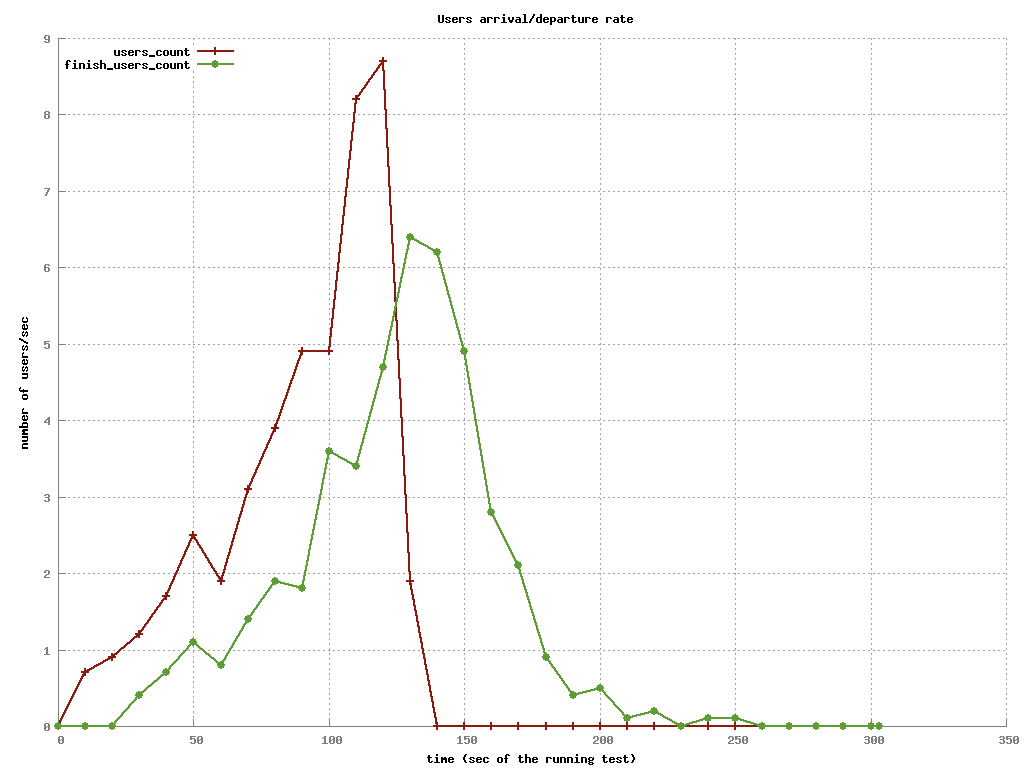 Users arrival/departure rate
users_count
finish_users_count
9
8
7
6
5
4
3
2
1
0
number of users/sec
0 50 100 150 200 250 300 350
time (sec of the running test)